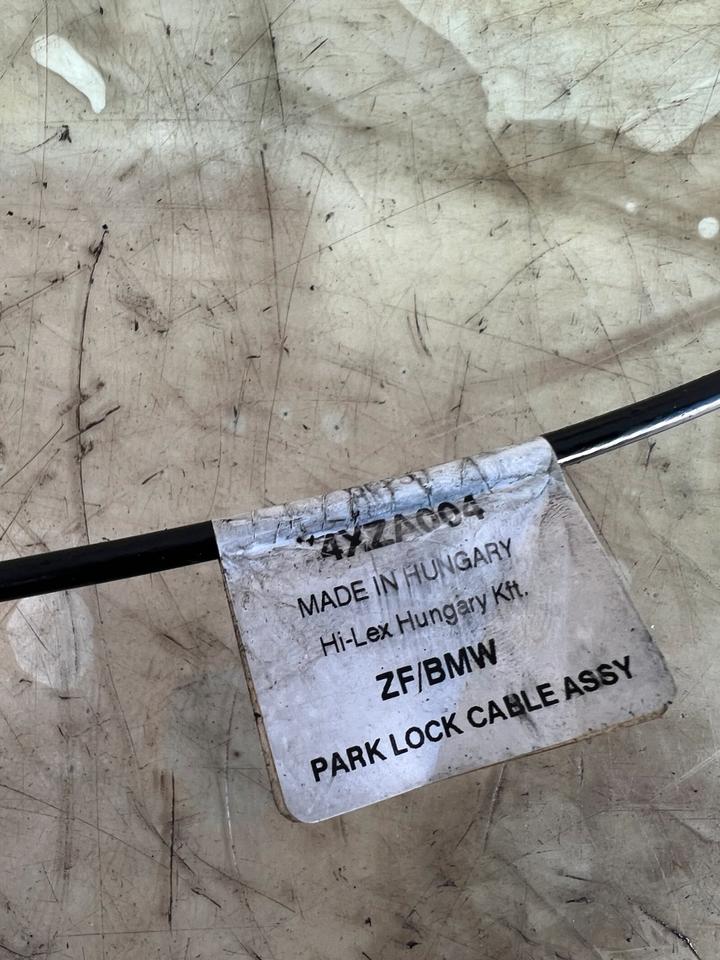 4XZA004
MADE IN HUNGARY
Hi-Lex Hungary Kft.
ZF/BMW
PARK LOCK CABLE ASSY